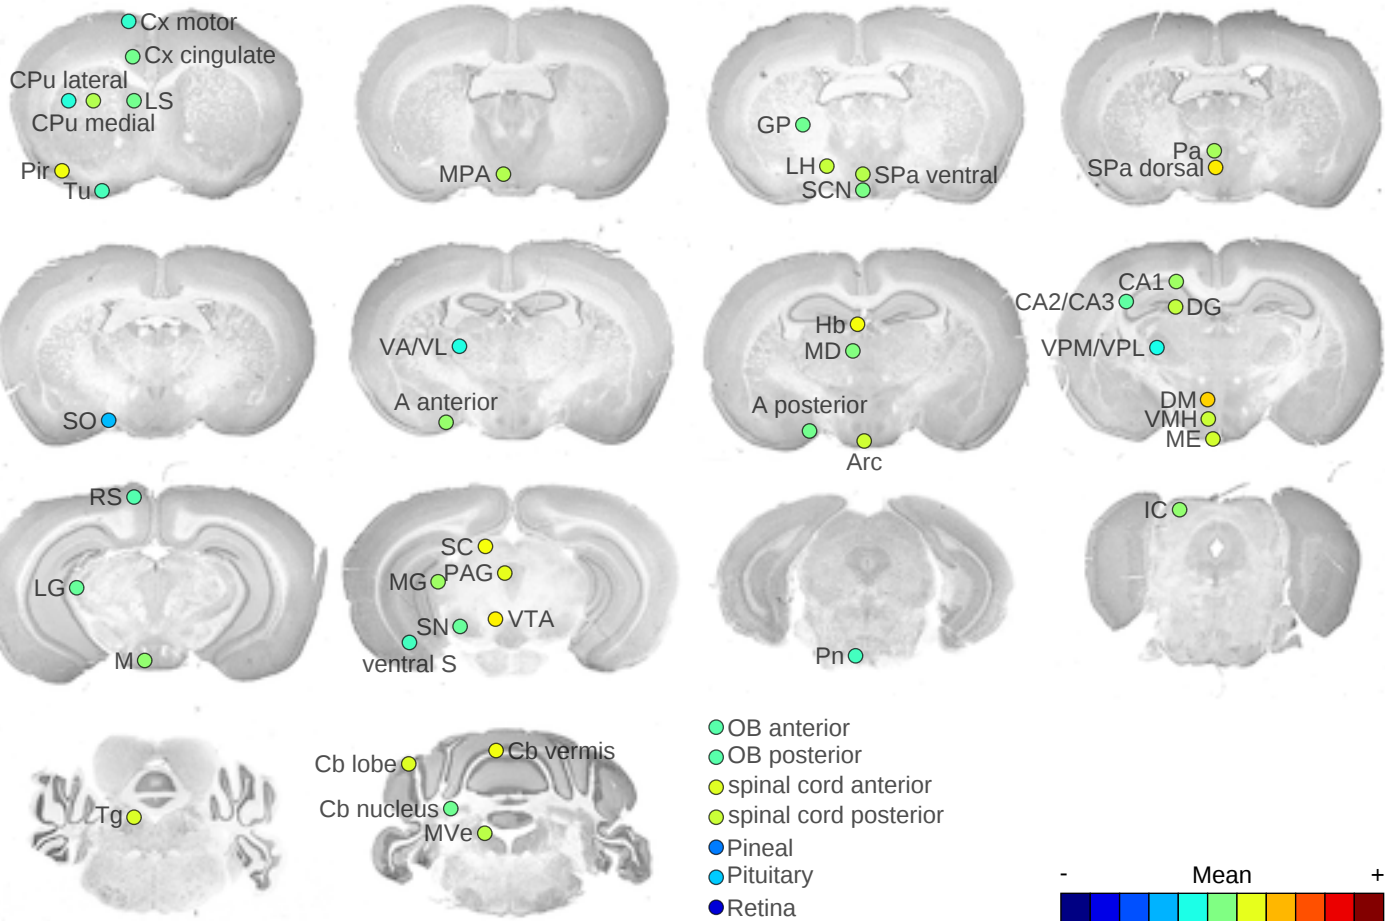 Cx motor
Cx cingulate
CPu lateral
LS
CPu medial
Pir
Tu
MPA
GP
LH
SPa ventral
SCN
Pa
SPa dorsal
SO
VA/VL
A anterior
Hb
MD
A posterior
Arc
CA1
CA2/CA3
DG
VPM/VPL
DM
VMH
ME
RS
LG
M
SC
PAG
MG
VTA
SN
ventral S
Pn
IC
Tg
Cb lobe
Cb vermis
Cb nucleus
MVe
OB anterior
OB posterior
spinal cord anterior
spinal cord posterior
Pineal
Pituitary
Retina
- Mean +